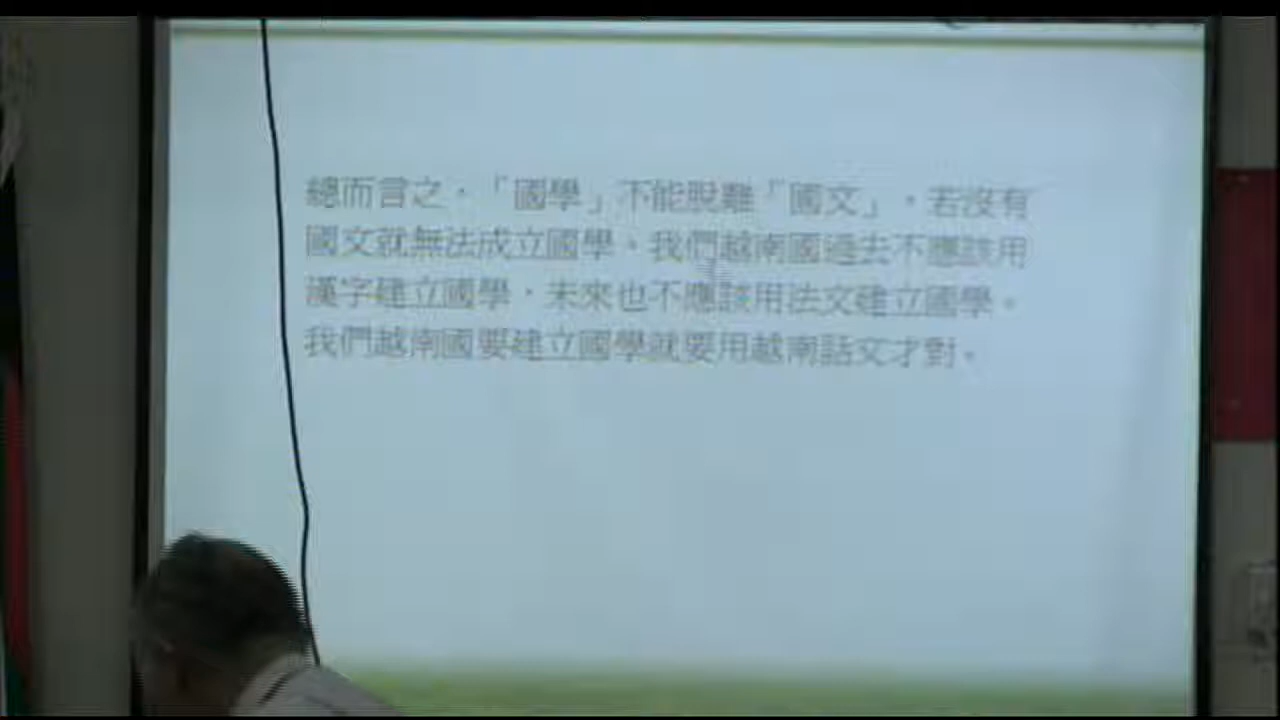 總而言之，「國學」不能脫離「國文」，若沒有
國文就無法成立國學。我們越南國過去不應該用
漢字建立國學，未來也不應該用法文建立國學。
我們越南國要建立國學就要用越南話文才對。